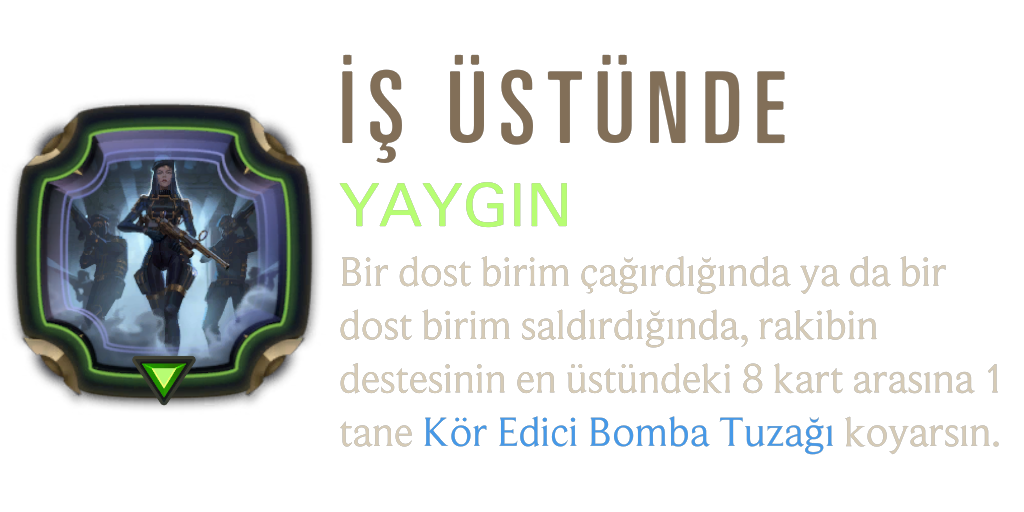 İŞ ÜSTÜNDE
YAYGIN
Bir dost birim çağırdığında ya da bir
dost birim saldırdığında, rakibin
destesinin en üstündeki 8 kart arasına 1
tane Kör Edici Bomba Tuzağı koyarsın.